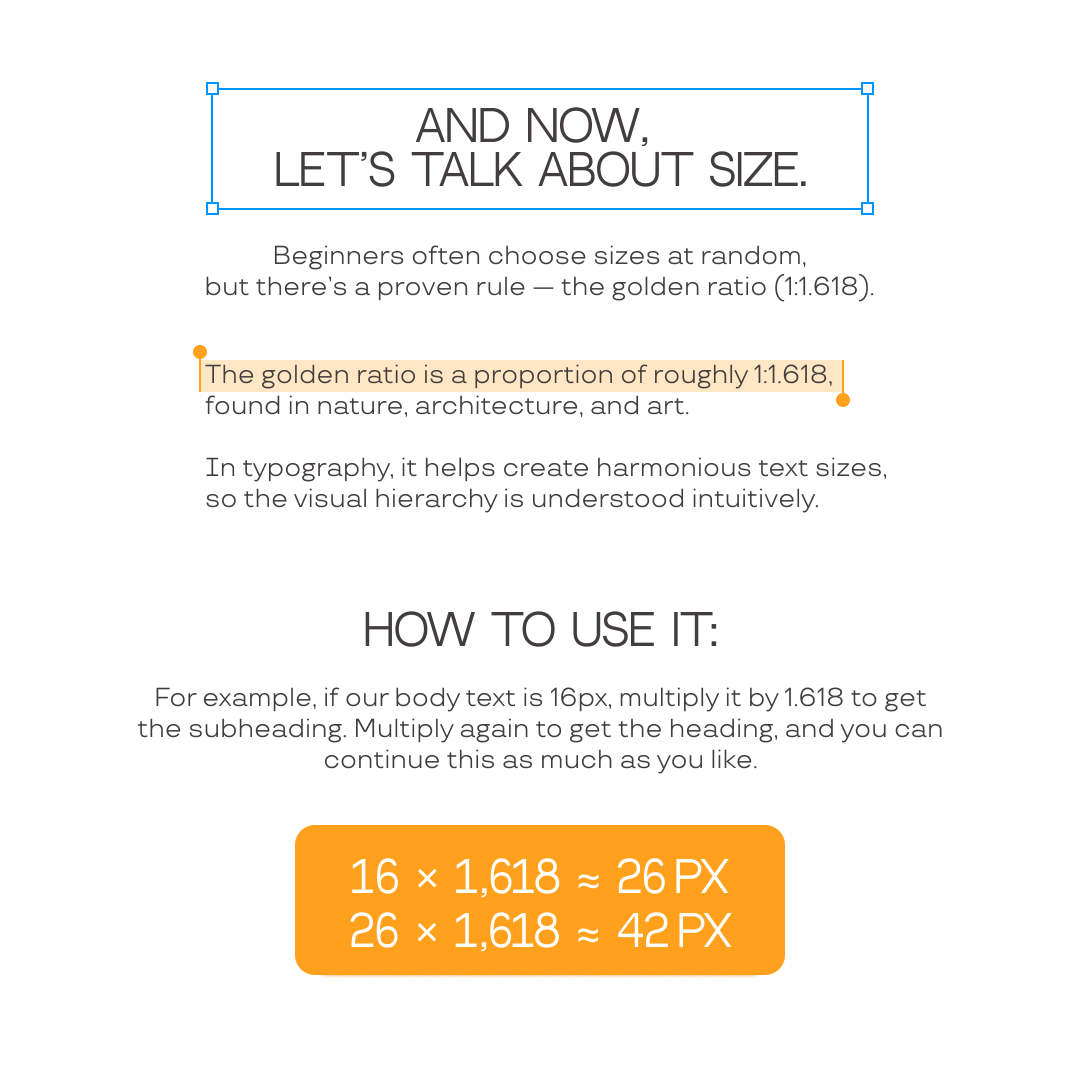 AND NOW,
LET’S TALK ABOUT SIZE.
Beginners often choose sizes at random,
but there’s a proven rule — the golden ratio (1:1.618).
The golden ratio is a proportion of roughly 1:1.618,
found in nature, architecture, and art.
In typography, it helps create harmonious text sizes,
so the visual hierarchy is understood intuitively.
HOW TO USE IT:
For example, if our body text is 16px, multiply it by 1.618 to get
the subheading. Multiply again to get the heading, and you can
continue this as much as you like.
16 × 1,618 ≈ 26 PX
26 × 1,618 ≈ 42 PX